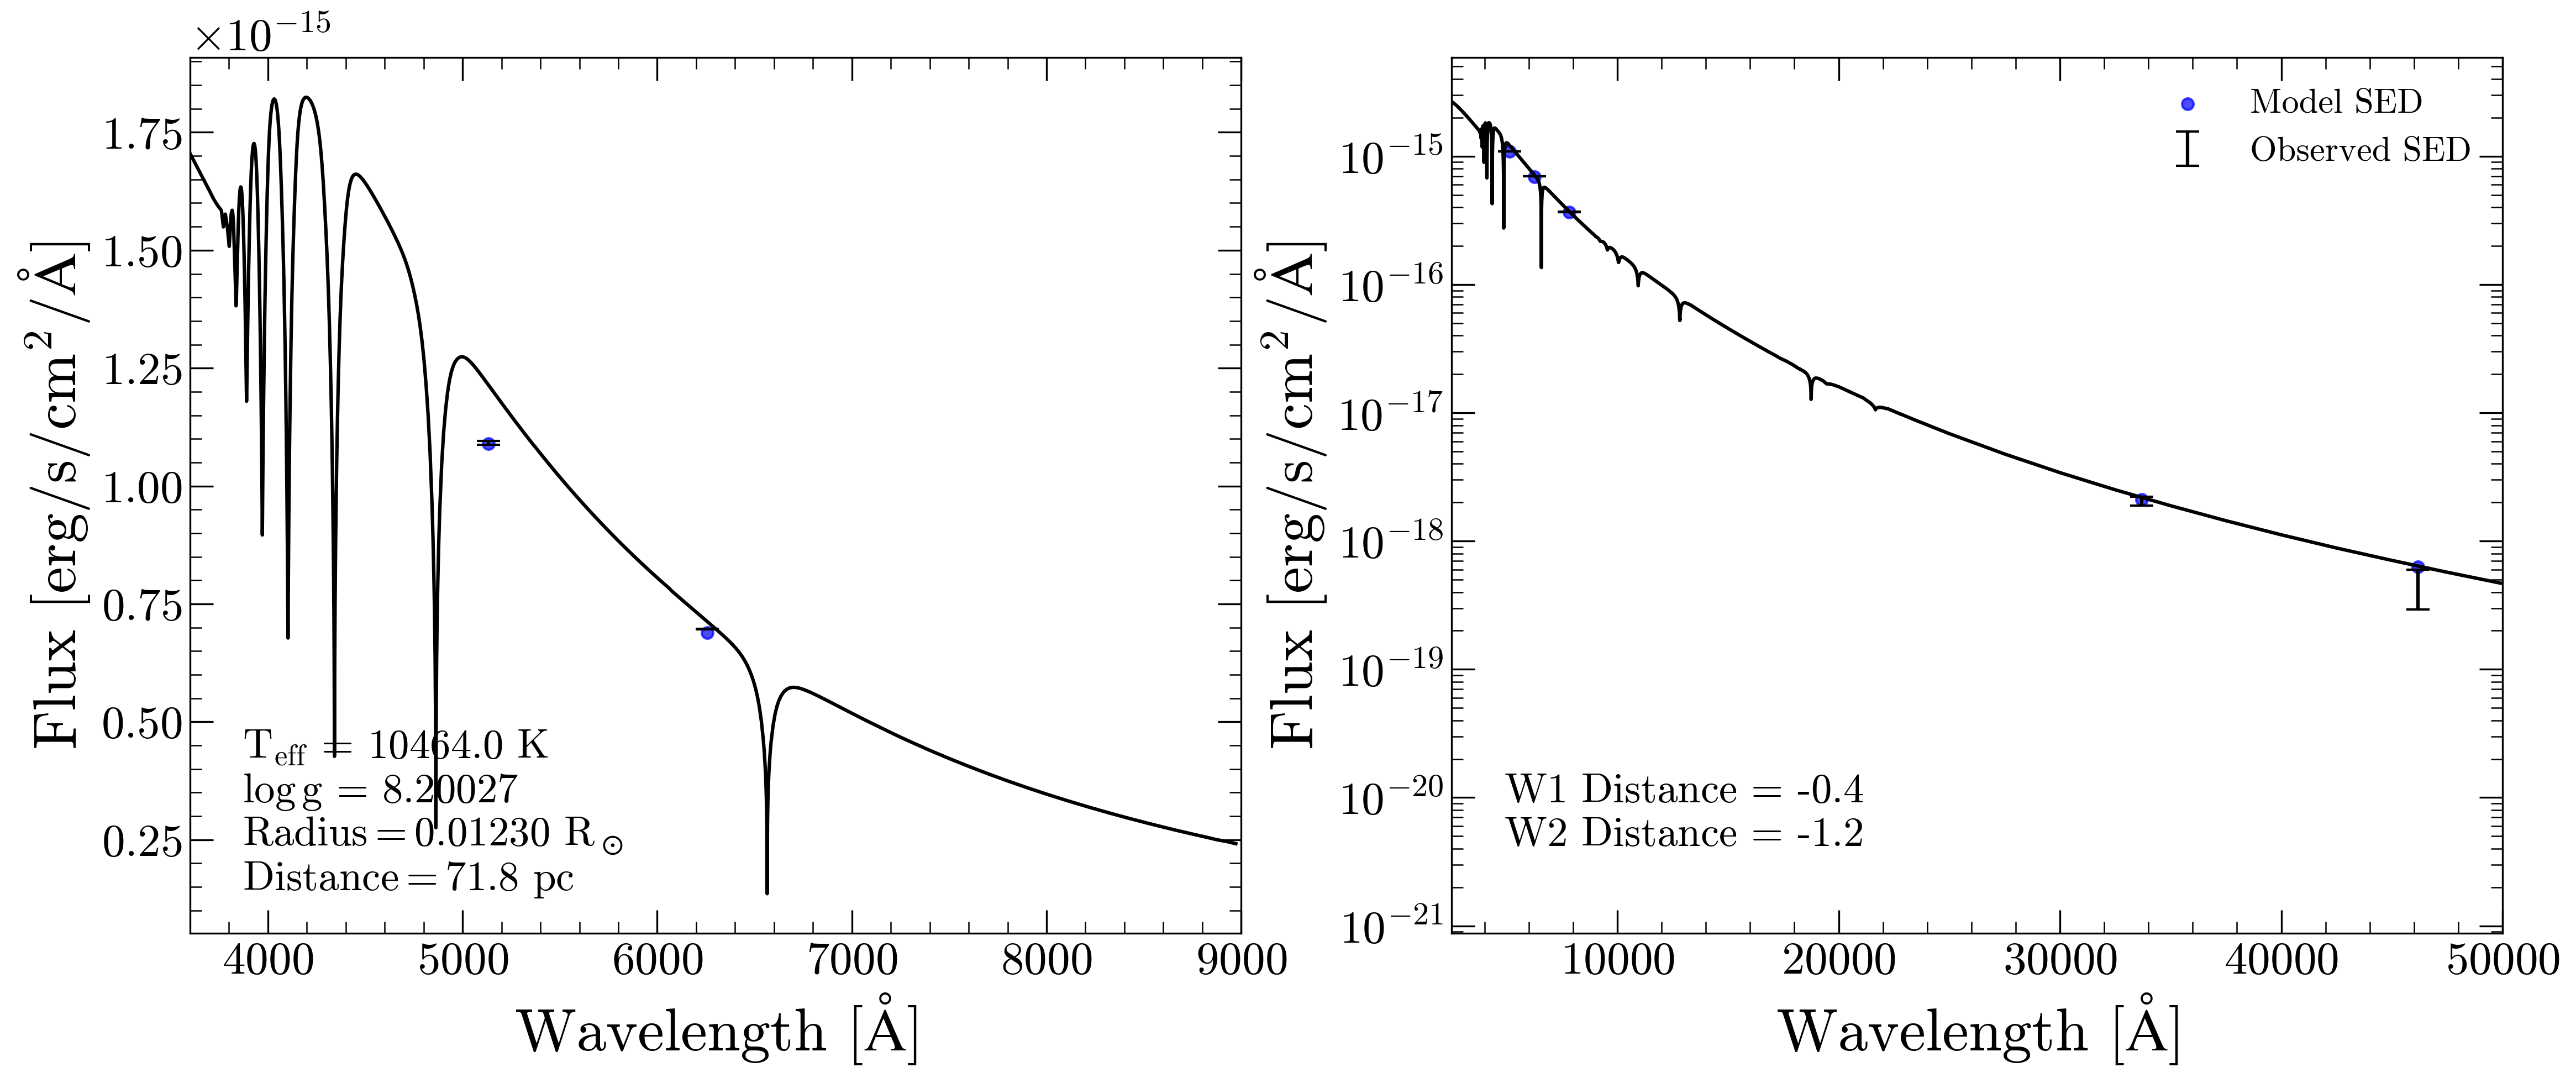 ×10⁻¹⁵
1.75
1.50
1.25
1.00
0.75
0.50
0.25
Flux [erg/s/cm²/Å]
T_eff = 10464.0 K
log g = 8.20027
Radius = 0.01230 R_⊙
Distance = 71.8 pc
4000 5000 6000 7000 8000 9000
Wavelength [Å]
Model SED
Observed SED
10⁻¹⁵
10⁻¹⁶
10⁻¹⁷
10⁻¹⁸
10⁻¹⁹
10⁻²⁰
10⁻²¹
Flux [erg/s/cm²/Å]
W1 Distance = -0.4
W2 Distance = -1.2
10000 20000 30000 40000 50000
Wavelength [Å]